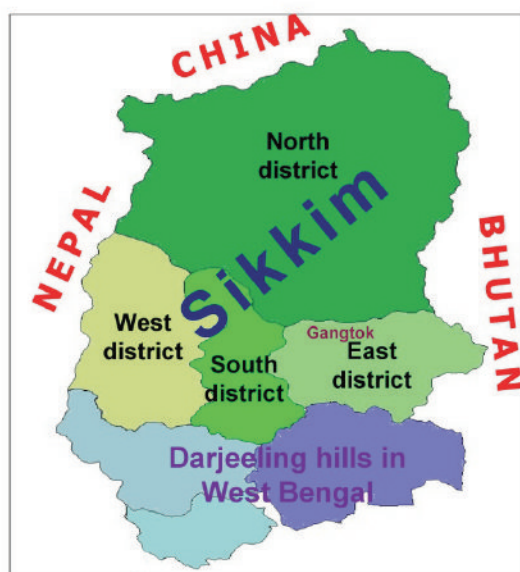 CHINA
North
district
NEPAL
Sikkim
BHUTAN
West
district
Gangtok
East
district
South
district
Darjeeling hills in
West Bengal